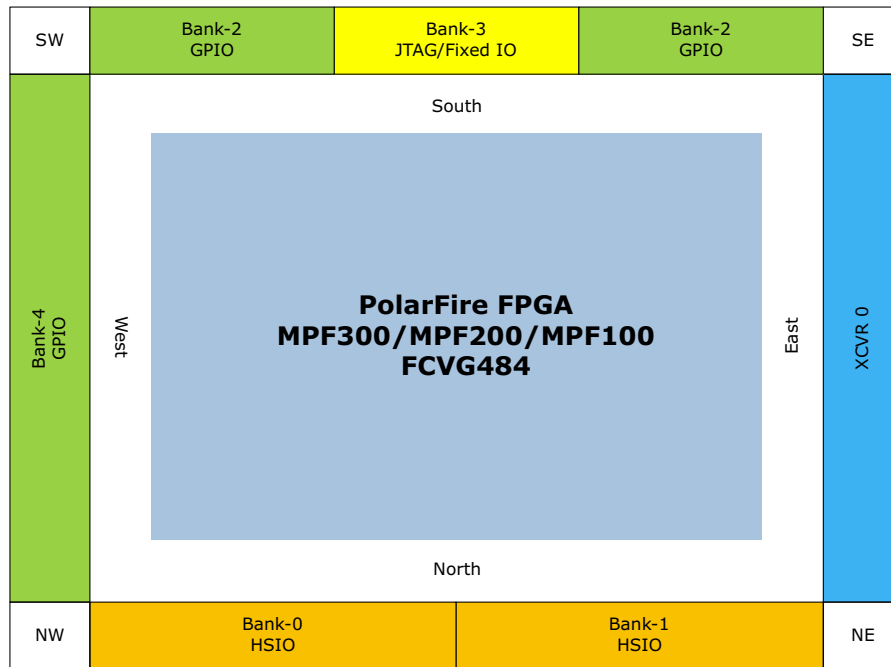 SW
Bank-2
GPIO
Bank-3
JTAG/Fixed IO
Bank-2
GPIO
SE
South
Bank-4
GPIO
West
PolarFire FPGA
MPF300/MPF200/MPF100
FCVG484
East
XCVR 0
North
NW
Bank-0
HSIO
Bank-1
HSIO
NE